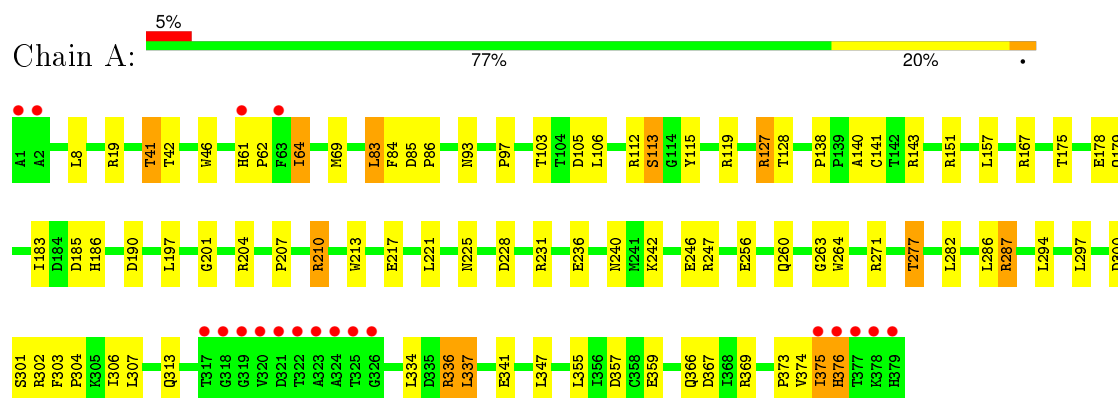 5%
Chain A:
77%
20%
•
A1 A2 L8 R19 T41 T42 W46 H61 P62 F63 I64 M69 L83 F84 D85 P86 N93 P97 T103 T104 D105 L106 R112 S113 G114 Y115 R119 R127 T128 P138 P139 A140 C141 T142 R143 R151 L157 R167 T175 E178
I183 D184 D185 H186 D190 L197 G201 R204 P207 R210 W213 E217 L221 N225 D228 R231 E236 N240 M241 K242 E246 R247 E256 Q260 G263 W264 R271 T277 L282 L286 R287 L294 L297 D300
S301 R302 F303 P304 K305 I306 L307 Q313 T317 G318 G319 V320 D321 T322 A323 A324 T325 G326 L334 D335 R336 L337 E341 L347 L355 I356 D357 C358 E359 Q366 D367 I368 R369 P373 V374 I375 H376 T377 K378 H379